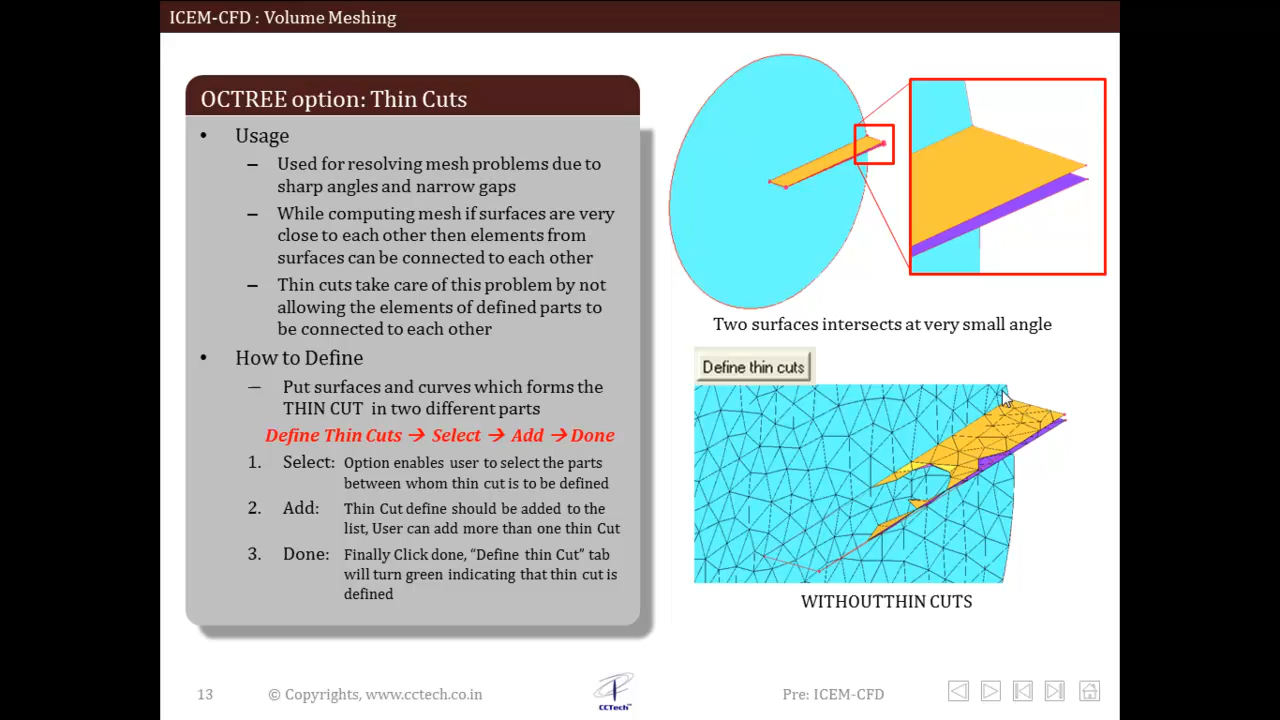 ICEM-CFD : Volume Meshing
OCTREE option: Thin Cuts
• Usage
– Used for resolving mesh problems due to
sharp angles and narrow gaps
– While computing mesh if surfaces are very
close to each other then elements from
surfaces can be connected to each other
– Thin cuts take care of this problem by not
allowing the elements of defined parts to
be connected to each other
• How to Define
– Put surfaces and curves which forms the
THIN CUT in two different parts
Define Thin Cuts → Select → Add → Done
1. Select: Option enables user to select the parts
between whom thin cut is to be defined
2. Add: Thin Cut define should be added to the
list, User can add more than one thin Cut
3. Done: Finally Click done, “Define thin Cut” tab
will turn green indicating that thin cut is
defined
Two surfaces intersects at very small angle
Define thin cuts
WITHOUTTHIN CUTS
13 © Copyrights, www.cctech.co.in
CCTech™
Pre: ICEM-CFD